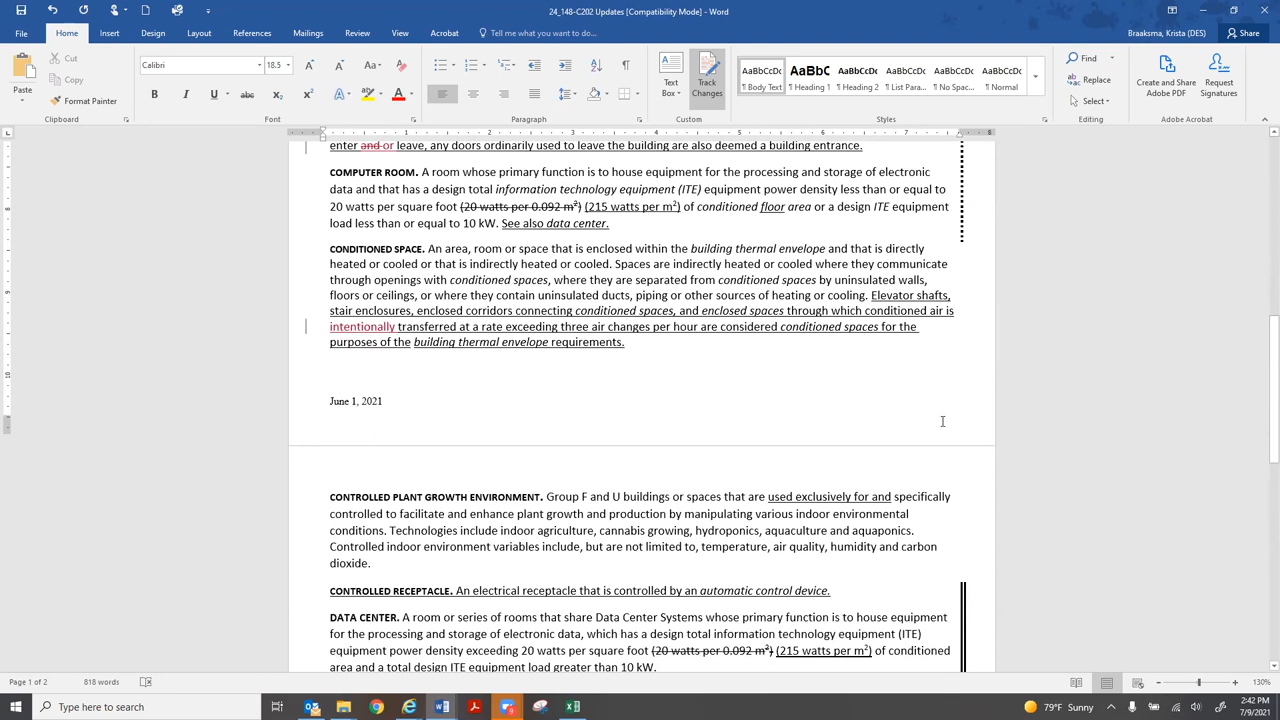 24_148-C202 Updates [Compatibility Mode] - Word
Braaksma, Krista (DES)
File Home Insert Design Layout References Mailings Review View Acrobat Tell me what you want to do... Share
Paste
Cut
Copy
Format Painter
Clipboard
Calibri 18.5
Font
Paragraph
Text Box
Track Changes
Custom
AaBbCcDc ¶ Body Text
AaBbC ¶ Heading 1
AaBbCcDc ¶ Heading 2
AaBbCcDc ¶ List Para...
AaBbCcDc ¶ No Spac...
AaBbCcDc ¶ Normal
Styles
Find
Replace
Select
Editing
Create and Share Adobe PDF
Request Signatures
Adobe Acrobat
1 2 3 4 5 6 7 8
enter and or leave, any doors ordinarily used to leave the building are also deemed a building entrance.
COMPUTER ROOM. A room whose primary function is to house equipment for the processing and storage of electronic
data and that has a design total information technology equipment (ITE) equipment power density less than or equal to
20 watts per square foot (20 watts per 0.092 m²) (215 watts per m²) of conditioned floor area or a design ITE equipment
load less than or equal to 10 kW. See also data center.
CONDITIONED SPACE. An area, room or space that is enclosed within the building thermal envelope and that is directly
heated or cooled or that is indirectly heated or cooled. Spaces are indirectly heated or cooled where they communicate
through openings with conditioned spaces, where they are separated from conditioned spaces by uninsulated walls,
floors or ceilings, or where they contain uninsulated ducts, piping or other sources of heating or cooling. Elevator shafts,
stair enclosures, enclosed corridors connecting conditioned spaces, and enclosed spaces through which conditioned air is
intentionally transferred at a rate exceeding three air changes per hour are considered conditioned spaces for the
purposes of the building thermal envelope requirements.
June 1, 2021
CONTROLLED PLANT GROWTH ENVIRONMENT. Group F and U buildings or spaces that are used exclusively for and specifically
controlled to facilitate and enhance plant growth and production by manipulating various indoor environmental
conditions. Technologies include indoor agriculture, cannabis growing, hydroponics, aquaculture and aquaponics.
Controlled indoor environment variables include, but are not limited to, temperature, air quality, humidity and carbon
dioxide.
CONTROLLED RECEPTACLE. An electrical receptacle that is controlled by an automatic control device.
DATA CENTER. A room or series of rooms that share Data Center Systems whose primary function is to house equipment
for the processing and storage of electronic data, which has a design total information technology equipment (ITE)
equipment power density exceeding 20 watts per square foot (20 watts per 0.092 m²) (215 watts per m²) of conditioned
area and a total design ITE equipment load greater than 10 kW.
Page 1 of 2 818 words 130%
Type here to search
79°F Sunny
2:42 PM
7/9/2021